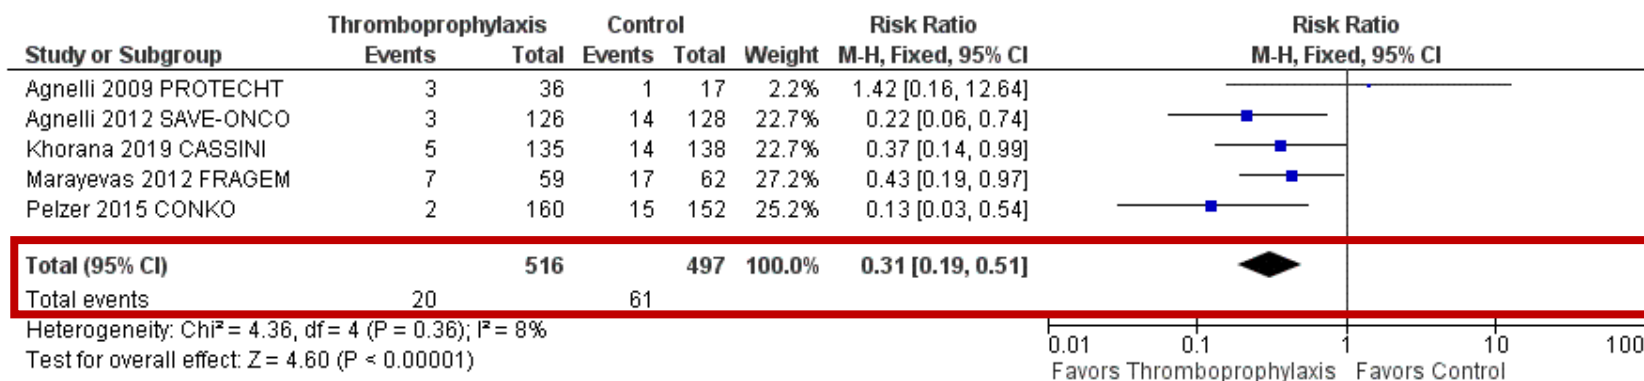 Thromboprophylaxis Control Risk Ratio Risk Ratio
Study or Subgroup Events Total Events Total Weight M-H, Fixed, 95% CI M-H, Fixed, 95% CI
Agnelli 2009 PROTECHT 3 36 1 17 2.2% 1.42 [0.16, 12.64]
Agnelli 2012 SAVE-ONCO 3 126 14 128 22.7% 0.22 [0.06, 0.74]
Khorana 2019 CASSINI 5 135 14 138 22.7% 0.37 [0.14, 0.99]
Marayevas 2012 FRAGEM 7 59 17 62 27.2% 0.43 [0.19, 0.97]
Pelzer 2015 CONKO 2 160 15 152 25.2% 0.13 [0.03, 0.54]
Total (95% CI) 516 497 100.0% 0.31 [0.19, 0.51]
Total events 20 61
Heterogeneity: Chi² = 4.36, df = 4 (P = 0.36); I² = 8%
Test for overall effect: Z = 4.60 (P < 0.00001)
0.01 0.1 1 10 100
Favors Thromboprophylaxis Favors Control